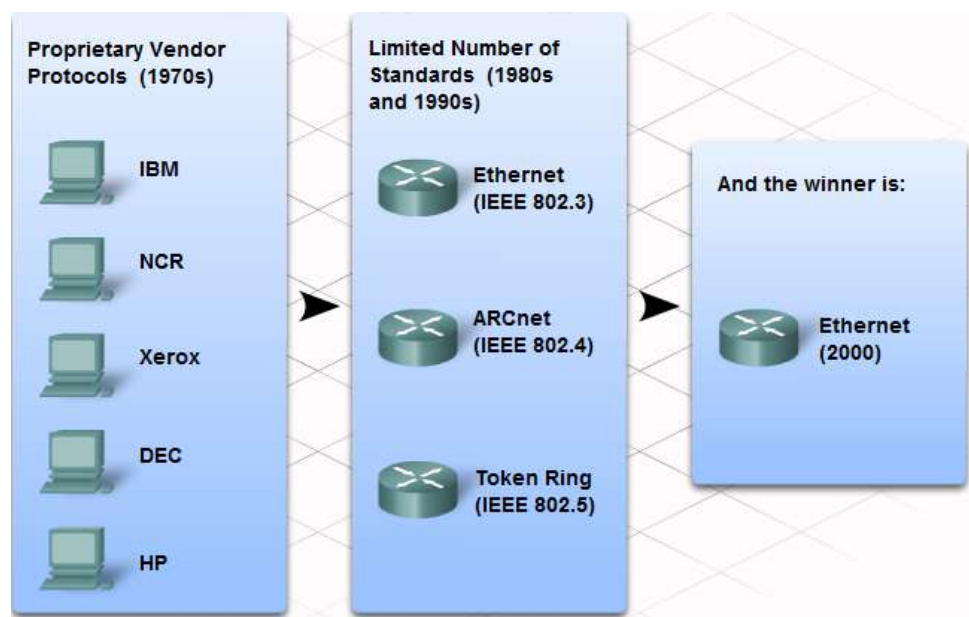 Proprietary Vendor
Protocols (1970s)
IBM
NCR
Xerox
DEC
HP
Limited Number of
Standards (1980s
and 1990s)
Ethernet
(IEEE 802.3)
ARCnet
(IEEE 802.4)
Token Ring
(IEEE 802.5)
And the winner is:
Ethernet
(2000)